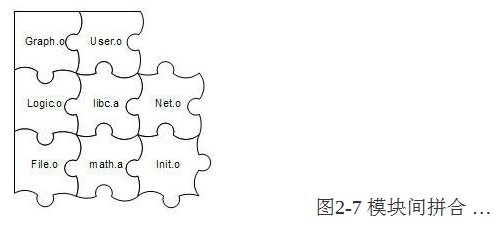 Graph.o User.o
Logic.o libc.a Net.o
File.o math.a Init.o
图2-7 模块间拼合 …